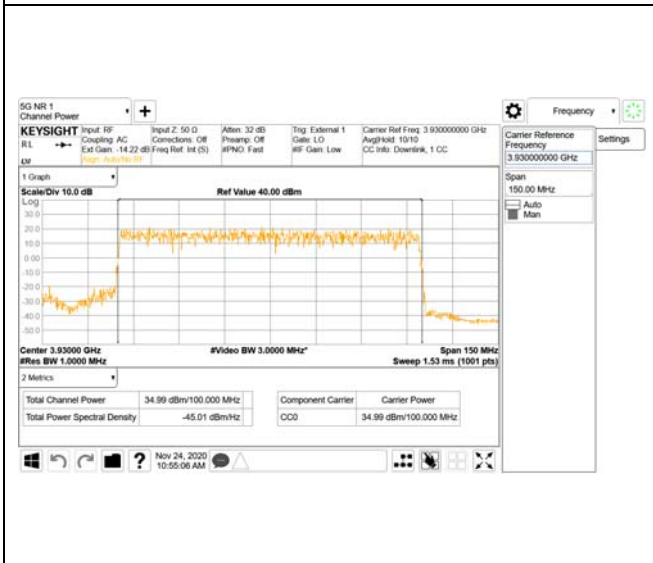 5G NR 1
Channel Power
+
Frequency
KEYSIGHT Input: RF Input Z: 50 Ω Atten: 32 dB Trig: External 1 Carrier Ref Freq: 3.930000000 GHz
RL Coupling: AC Corrections: Off Preamp: Off Gate: LO Avg|Hold: 10/10
Ext Gain: -14.22 dB Freq Ref: Int (S) #PNO: Fast #IF Gain: Low CC Info: Downlink, 1 CC
Align: Auto/No RF
Carrier Reference
Frequency
3.930000000 GHz
Settings
Span
150.00 MHz
Auto
Man
1 Graph
Scale/Div 10.0 dB Ref Value 40.00 dBm
Log
30.0
20.0
10.0
0.00
-10.0
-20.0
-30.0
-40.0
-50.0
Center 3.93000 GHz #Video BW 3.0000 MHz* Span 150 MHz
#Res BW 1.0000 MHz Sweep 1.53 ms (1001 pts)
2 Metrics
Total Channel Power 34.99 dBm/100.000 MHz Component Carrier Carrier Power
Total Power Spectral Density -45.01 dBm/Hz CC0 34.99 dBm/100.000 MHz
? Nov 24, 2020
10:55:06 AM